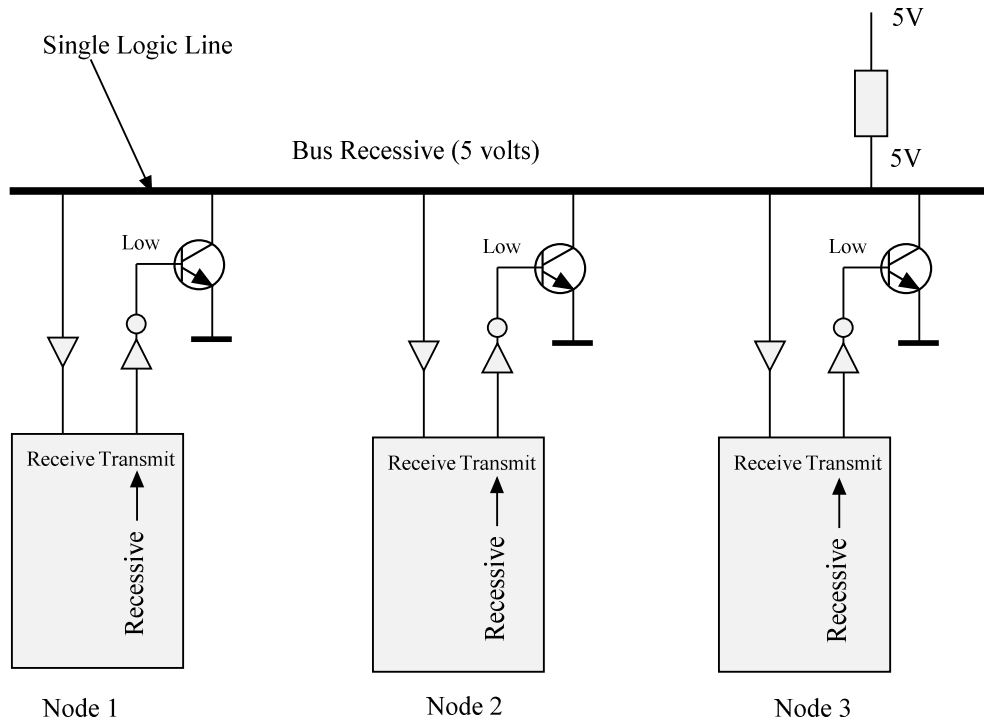 5V
Single Logic Line
Bus Recessive (5 volts)
5V
Low
Low
Low
Receive Transmit
Receive Transmit
Receive Transmit
Recessive
Recessive
Recessive
Node 1
Node 2
Node 3